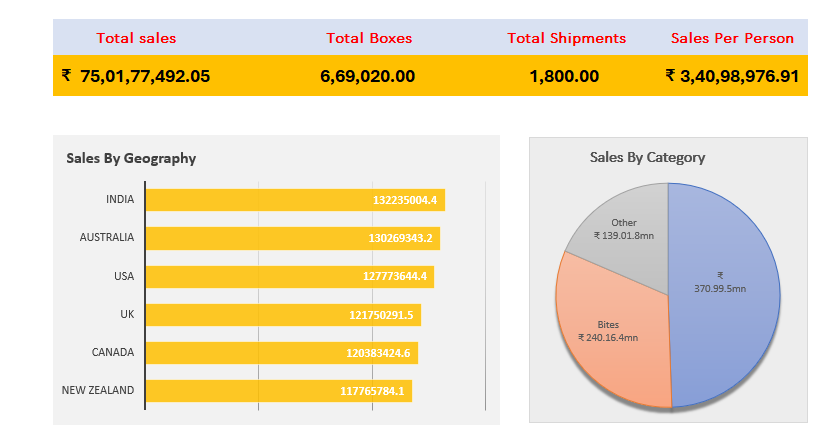 Total sales Total Boxes Total Shipments Sales Per Person
₹ 75,01,77,492.05 6,69,020.00 1,800.00 ₹ 3,40,98,976.91
Sales By Geography
INDIA 132235004.4
AUSTRALIA 130269343.2
USA 127773644.4
UK 121750291.5
CANADA 120383424.6
NEW ZEALAND 117765784.1
Sales By Category
Other
₹ 139.01.8mn
₹
370.99.5mn
Bites
₹ 240.16.4mn